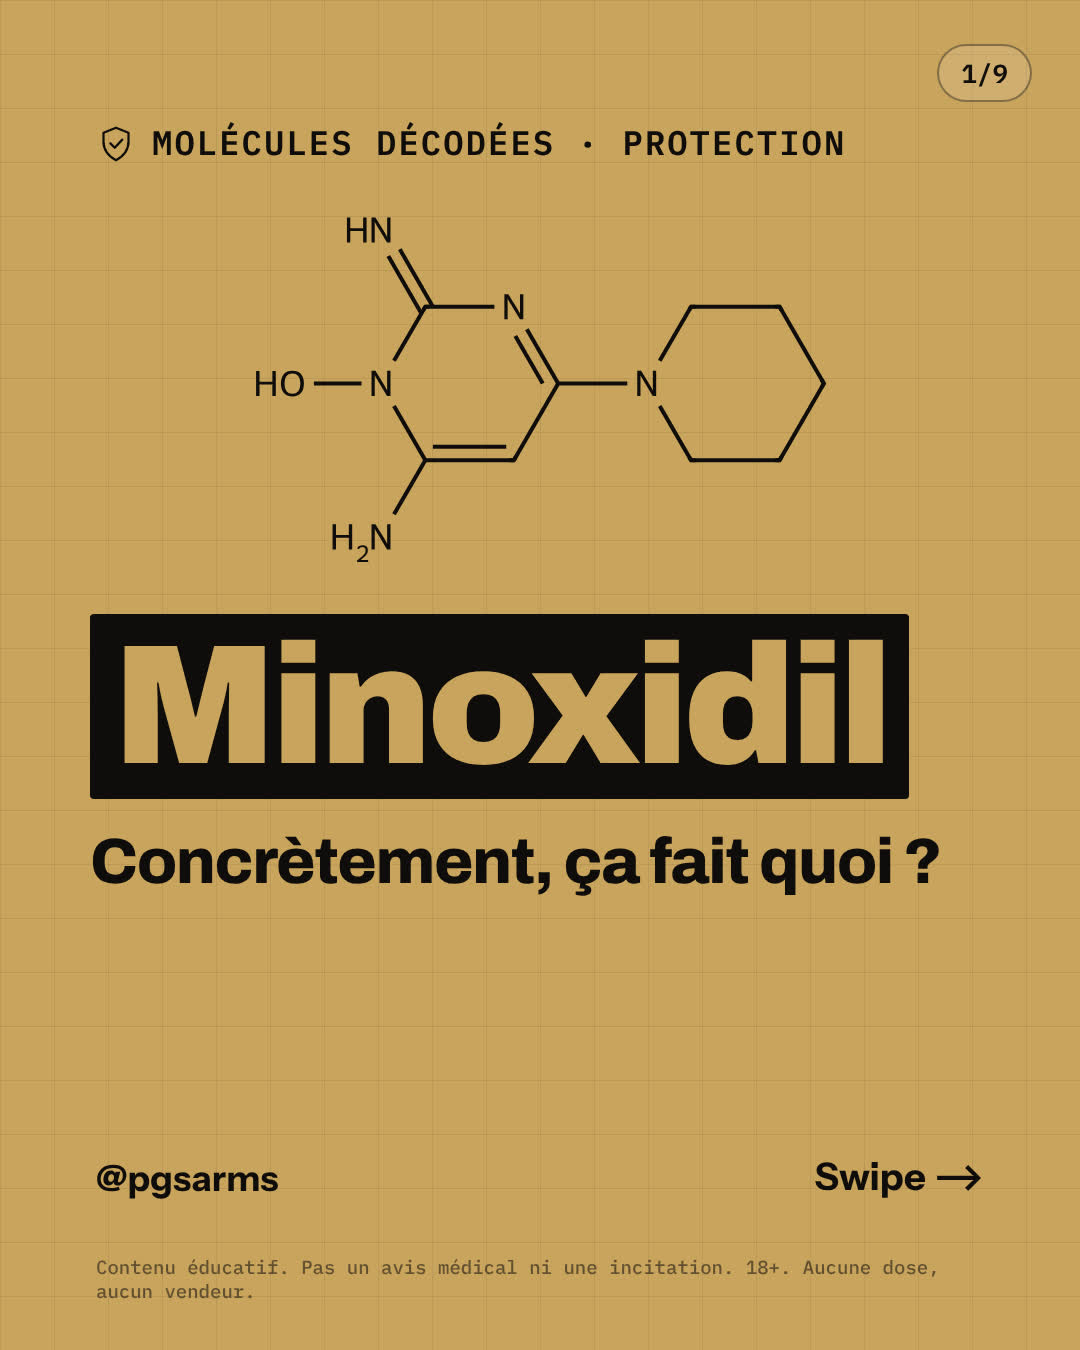 1/9
MOLÉCULES DÉCODÉES · PROTECTION
HN
N
HO
N
N
H₂N
Minoxidil
Concrètement, ça fait quoi ?
@pgsarms
Swipe →
Contenu éducatif. Pas un avis médical ni une incitation. 18+. Aucune dose,
aucun vendeur.